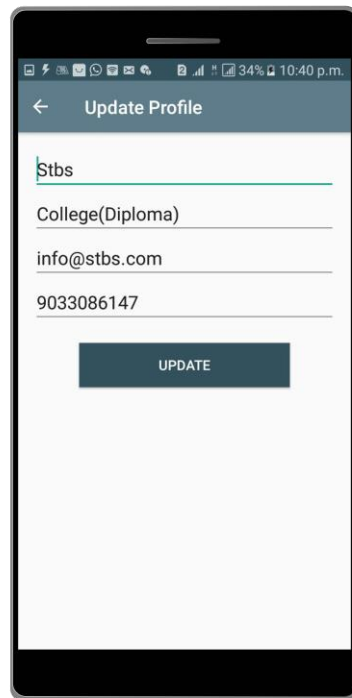 34% 10:40 p.m.
Update Profile
Stbs
College(Diploma)
info@stbs.com
9033086147
UPDATE